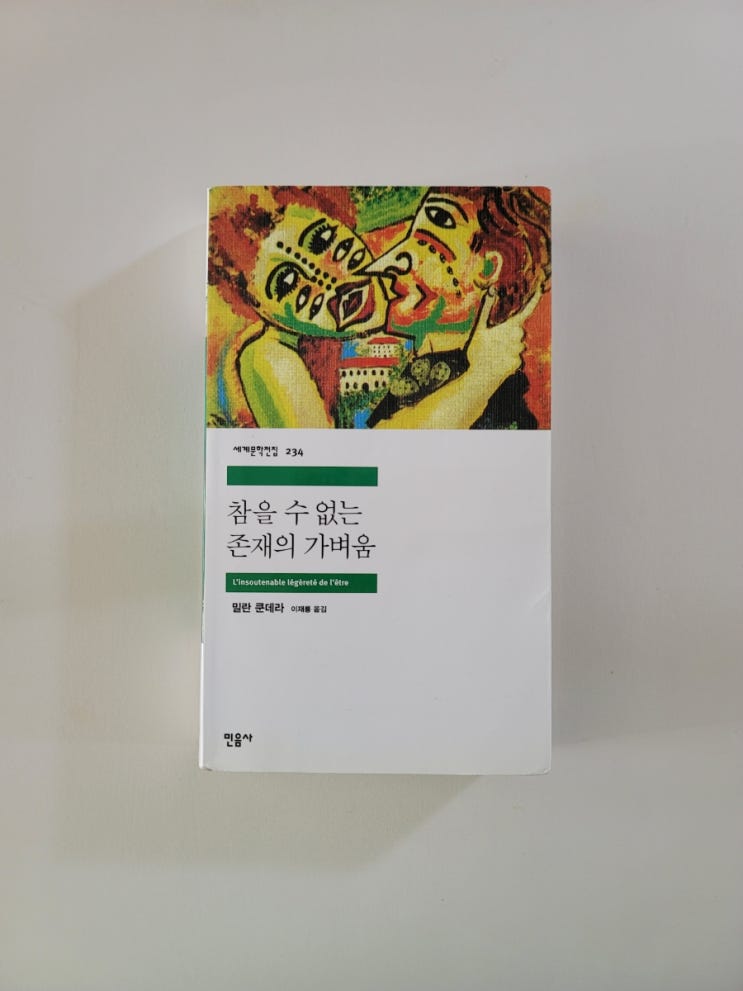 세계문학전집 234
참을 수 없는
존재의 가벼움
L'insoutenable légèreté de l'être
밀란 쿤데라 이재룡 옮김
민음사